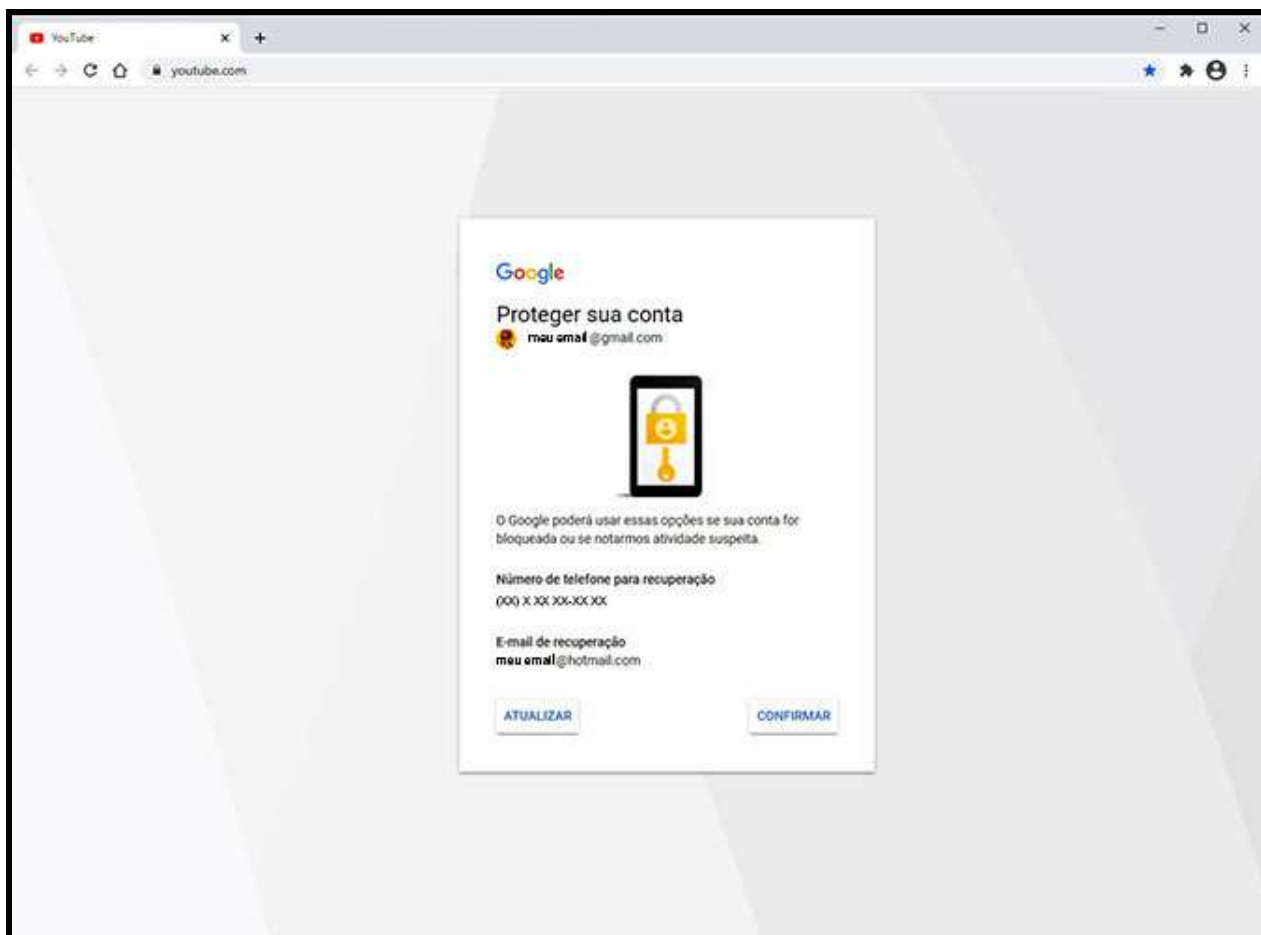 YouTube
youtube.com
Google
Proteger sua conta
meu email @gmail.com
O Google poderá usar essas opções se sua conta for
bloqueada ou se notarmos atividade suspeita.
Número de telefone para recuperação
(XX) X XX XX-XX XX
E-mail de recuperação
meu email@hotmail.com
ATUALIZAR
CONFIRMAR